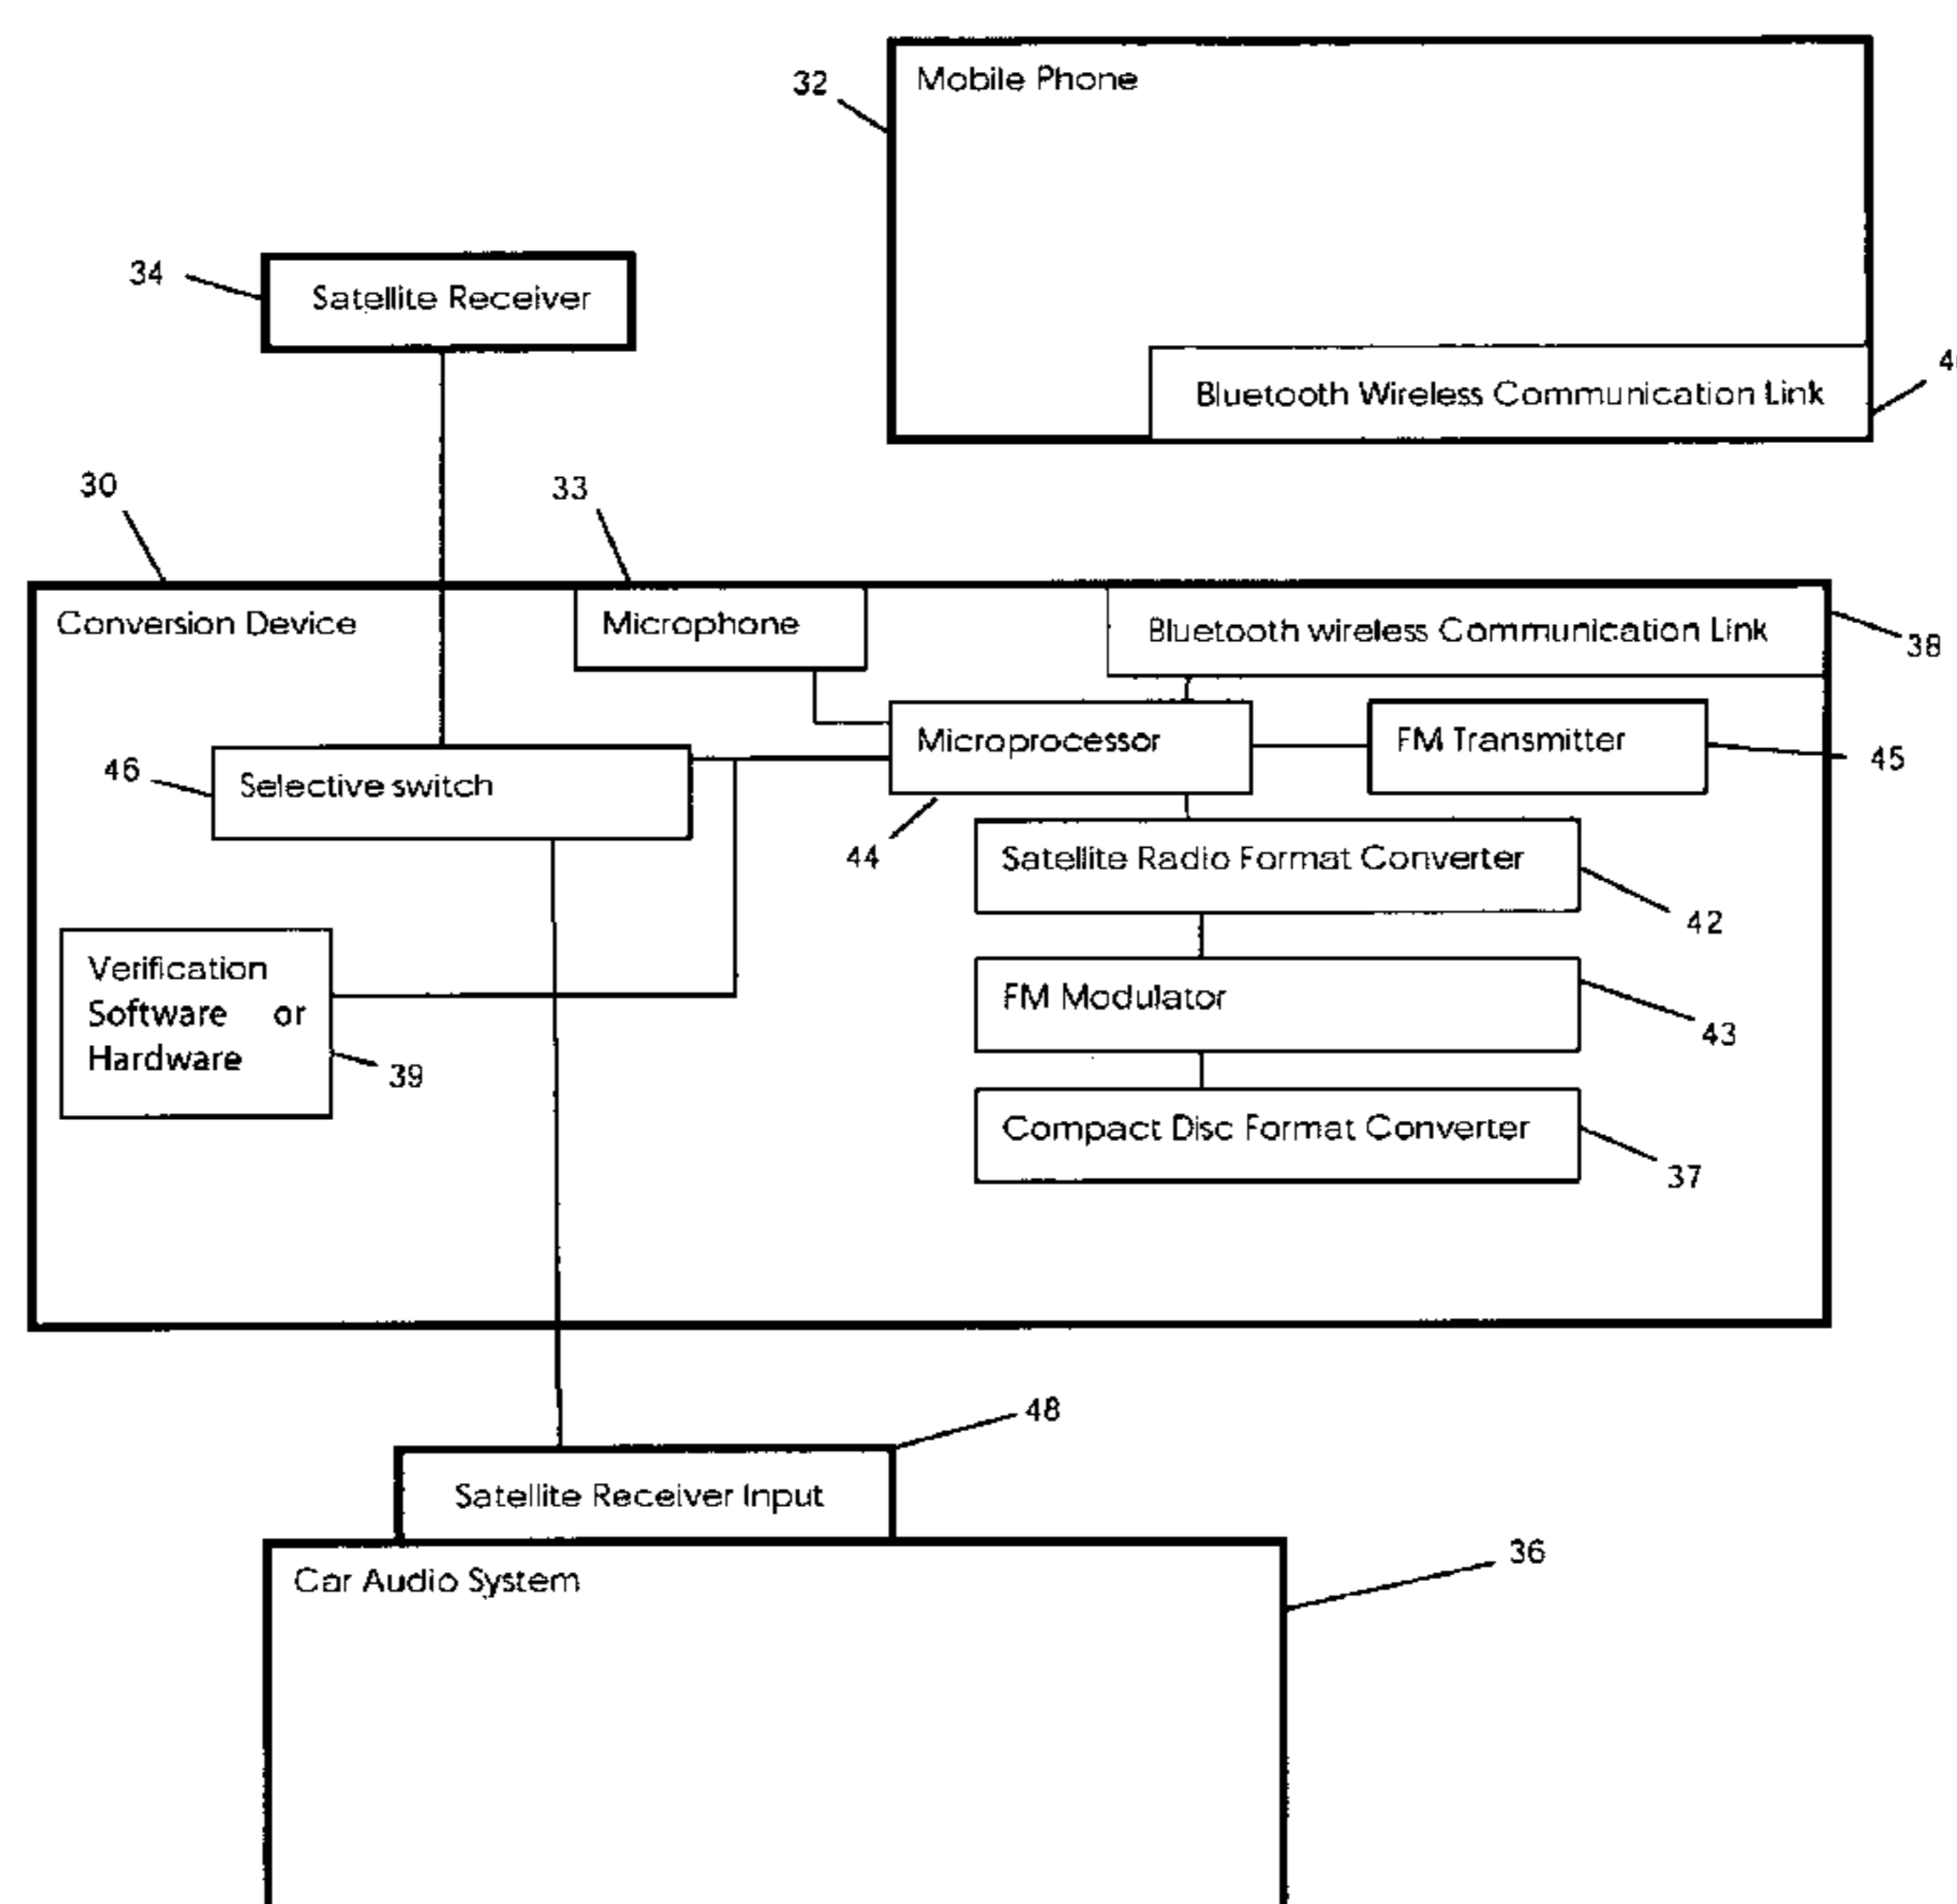 32
Mobile Phone
34
Satellite Receiver
Bluetooth Wireless Communication Link
30
33
Conversion Device
Microphone
Bluetooth wireless Communication Link
38
46
Selective switch
Microprocessor
FM Transmitter
45
44
Satellite Radio Format Converter
42
Verification
Software or
Hardware
39
FM Modulator
43
Compact Disc Format Converter
37
48
Satellite Receiver Input
36
Car Audio System